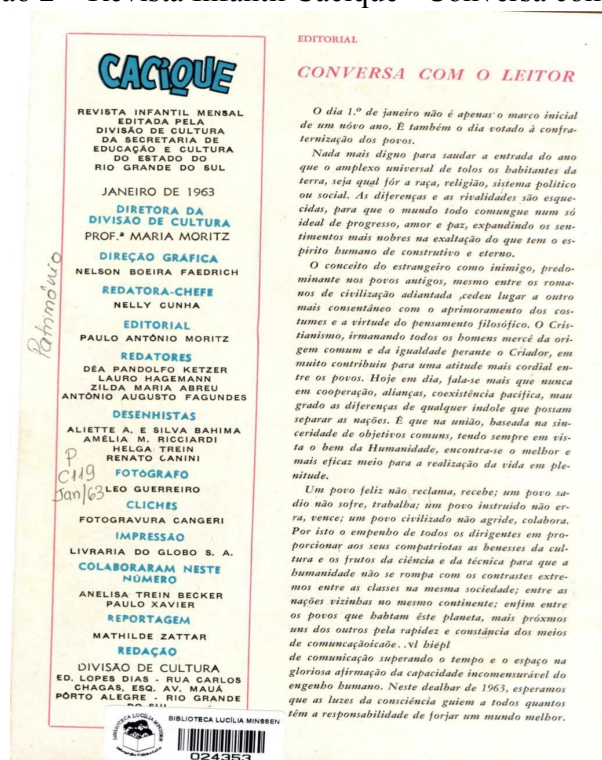 Revista Infantil Cacique - Conversa com
CACIQUE
REVISTA INFANTIL MENSAL
EDITADA PELA
DIVISÃO DE CULTURA
DA SECRETARIA DE
EDUCAÇÃO E CULTURA
DO ESTADO DO
RIO GRANDE DO SUL
JANEIRO DE 1963
DIRETORA DA
DIVISÃO DE CULTURA
PROF.ª MARIA MORITZ
DIREÇÃO GRÁFICA
NELSON BOEIRA FAEDRICH
REDATORA-CHEFE
NELLY CUNHA
EDITORIAL
PAULO ANTÔNIO MORITZ
REDATORES
DÉA PANDOLFO KETZER
LAURO HAGEMANN
ZILDA MARIA ABREU
ANTÔNIO AUGUSTO FAGUNDES
DESENHISTAS
ALIETTE A. E SILVA BAHIMA
AMÉLIA M. RICCIARDI
HELGA TREIN
RENATO CANINI
FOTÓGRAFO
LEO GUERREIRO
CLICHÊS
FOTOGRAVURA CANGERI
IMPRESSÃO
LIVRARIA DO GLOBO S. A.
COLABORARAM NESTE
NÚMERO
ANELISA TREIN BECKER
PAULO XAVIER
REPORTAGEM
MATHILDE ZATTAR
REDAÇÃO
DIVISÃO DE CULTURA
ED. LOPES DIAS - RUA CARLOS
CHAGAS, ESQ. AV. MAUÁ
PÔRTO ALEGRE - RIO GRANDE
DO SUL
Patrimônio
P
C119
Jan/63
BIBLIOTECA LUCÍLIA MINSSEN
024353
EDITORIAL
CONVERSA COM O LEITOR
O dia 1.º de janeiro não é apenas o marco inicial
de um nôvo ano. É também o dia votado à confra-
ternização dos povos.
Nada mais digno para saudar a entrada do ano
que o amplexo universal de tolos os habitantes da
terra, seja qual fôr a raça, religião, sistema político
ou social. As diferenças e as rivalidades são esque-
cidas, para que o mundo todo comungue num só
ideal de progresso, amor e paz, expandindo os sen-
timentos mais nobres na exaltação do que tem o es-
pírito humano de construtivo e eterno.
O conceito do estrangeiro como inimigo, predo-
minante nos povos antigos, mesmo entre os roma-
nos de civilização adiantada ,cedeu lugar a outro
mais consentâneo com o aprimoramento dos cos-
tumes e a virtude do pensamento filosófico. O Cris-
tianismo, irmanando todos os homens mercê da ori-
gem comum e da igualdade perante o Criador, em
muito contribuiu para uma atitude mais cordial en-
tre os povos. Hoje em dia, fala-se mais que nunca
em cooperação, alianças, coexistência pacífica, mau
grado as diferenças de qualquer índole que possam
separar as nações. É que na união, baseada na sin-
ceridade de objetivos comuns, tendo sempre em vis-
ta o bem da Humanidade, encontra-se o melhor e
mais eficaz meio para a realização da vida em ple-
nitude.
Um povo feliz não reclama, recebe; um povo sa-
dio não sofre, trabalha; um povo instruído não er-
ra, vence; um povo civilizado não agride, colabora.
Por isto o empenho de todos os dirigentes em pro-
porcionar aos seus compatriotas as benesses da cul-
tura e os frutos da ciência e da técnica para que a
humanidade não se rompa com os contrastes extre-
mos entre as classes na mesma sociedade; entre as
nações vizinhas no mesmo continente; enfim entre
os povos que habtam êste planeta, mais próxmos
uns dos outros pela rapidez e constância dos meios
de comuncaçãoicaõe. . vl biépl
de comunicação superando o tempo e o espaço na
gloriosa afirmação da capacidade incomensurável do
engenho humano. Neste dealbar de 1963, esperamos
que as luzes da consciência guiem a todos quantos
têm a responsabilidade de forjar um mundo melhor.